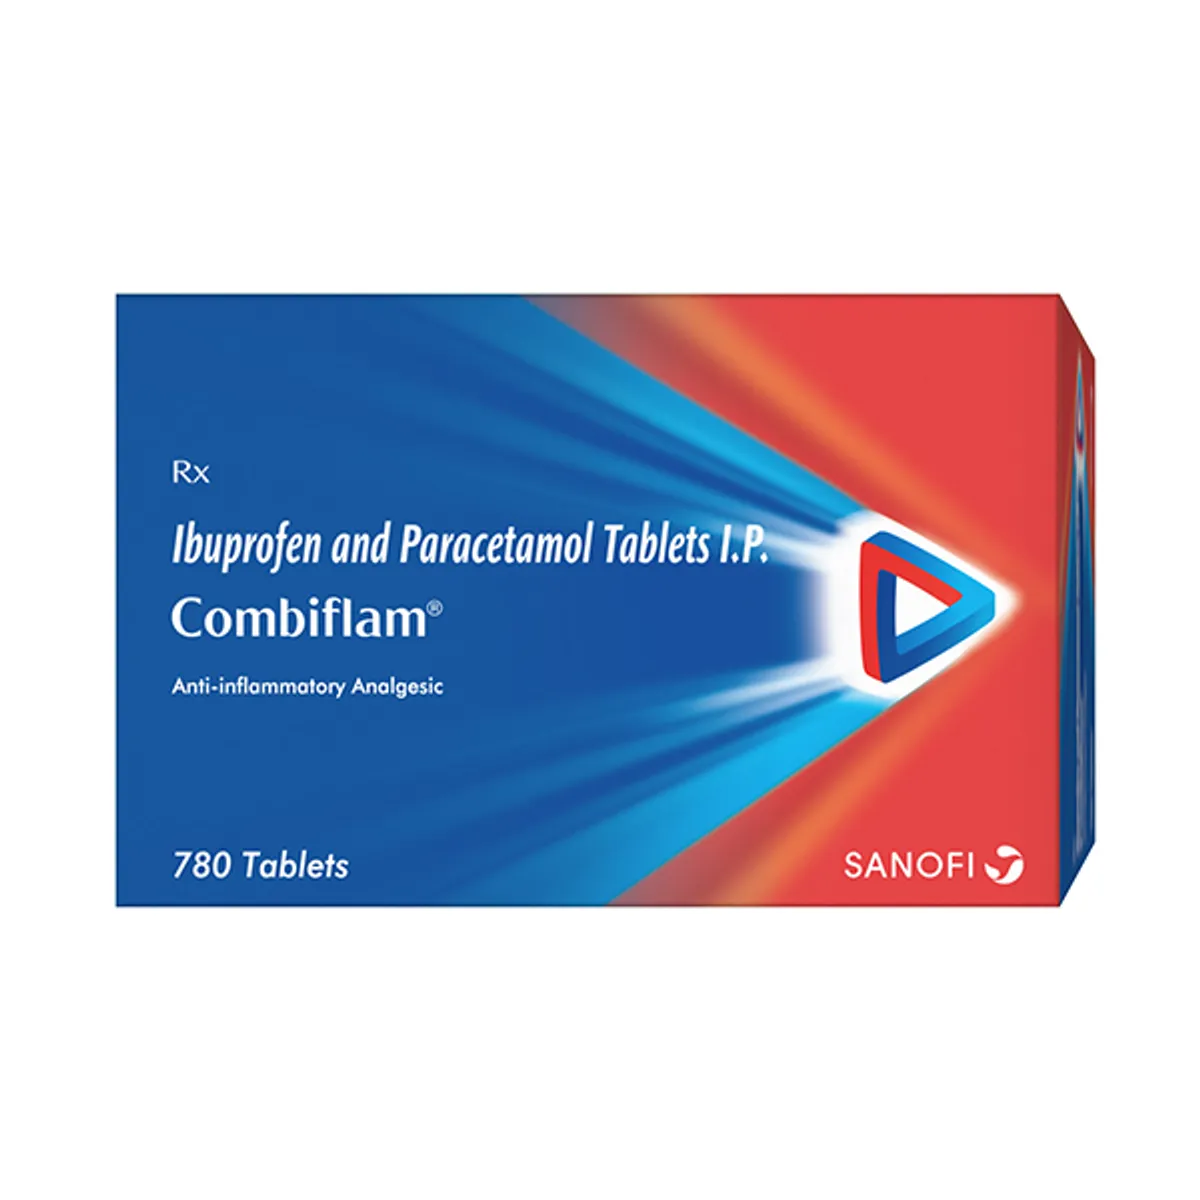 Rx
Ibuprofen and Paracetamol Tablets I.P.
Combiflam®
Anti-inflammatory Analgesic
780 Tablets
SANOFI